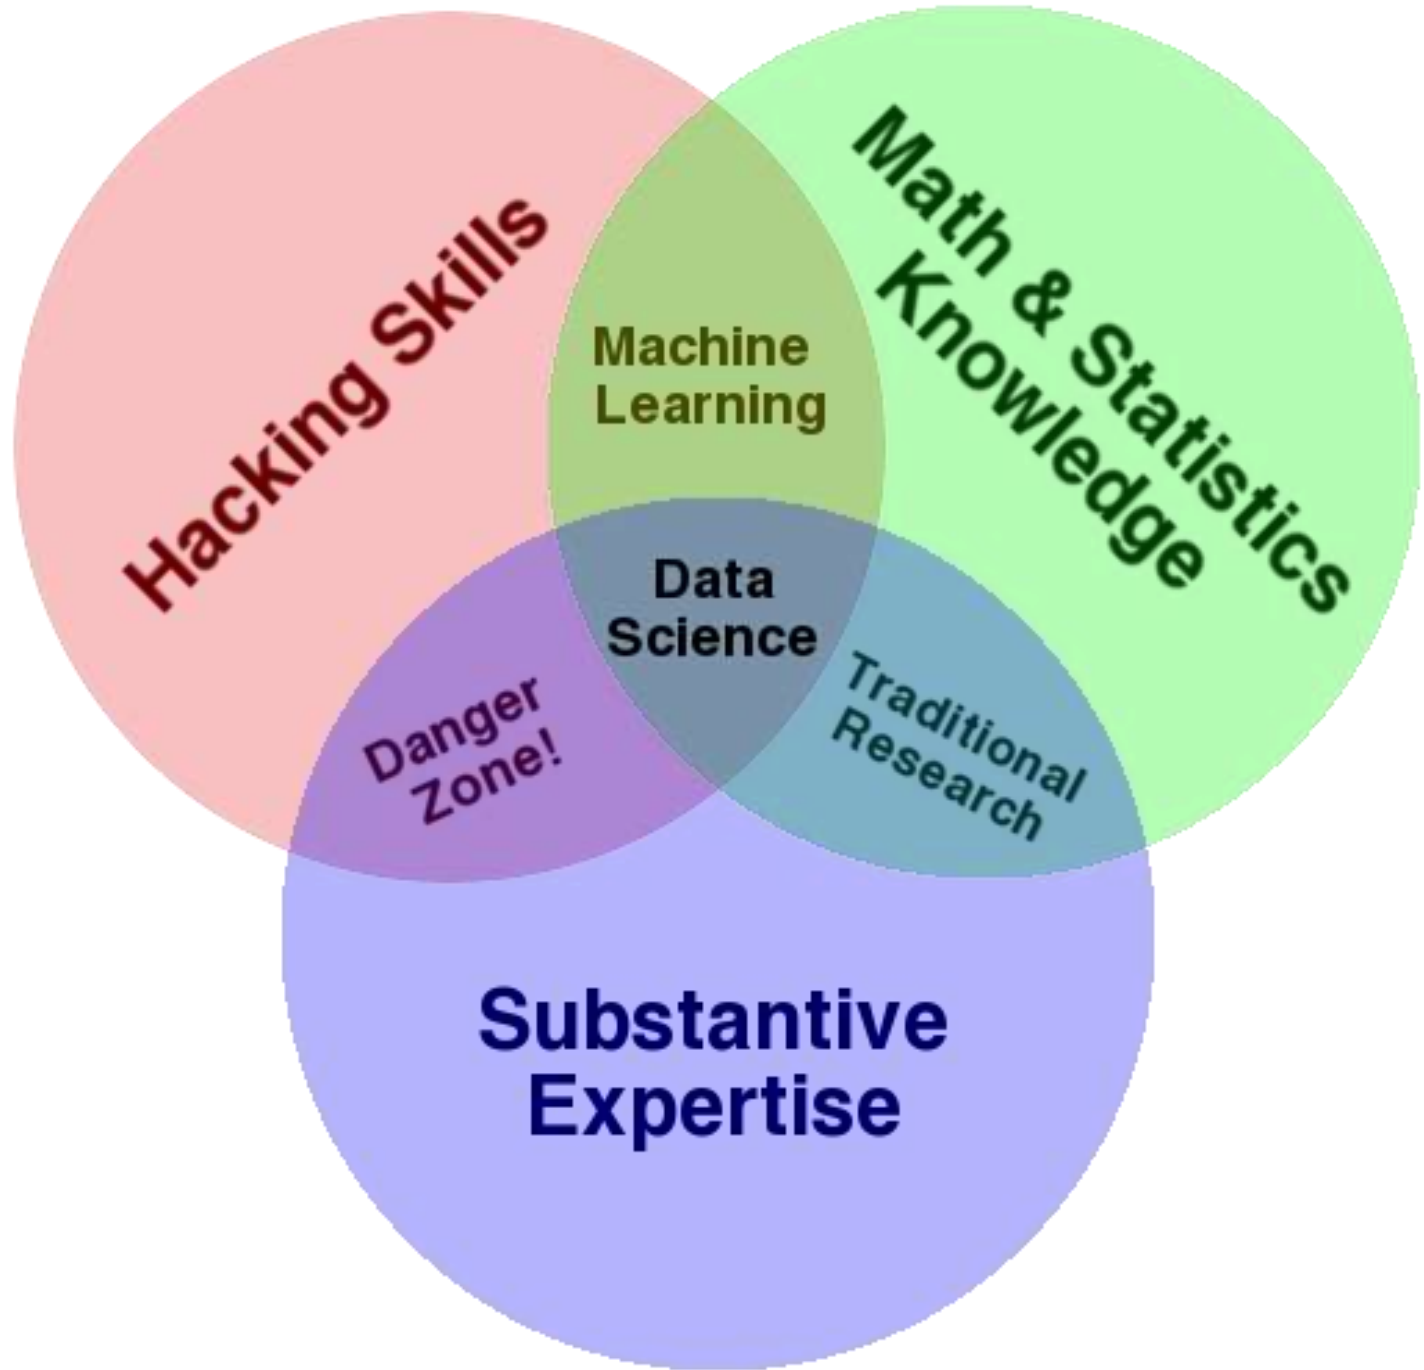 Hacking Skills
Math & Statistics
Knowledge
Machine
Learning
Data
Science
Danger
Zone!
Traditional
Research
Substantive
Expertise